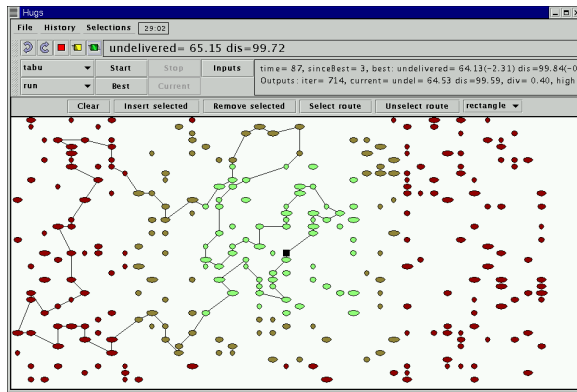 Hugs
File History Selections 29:02
undelivered= 65.15 dis=99.72
tabu Start Stop Inputs
run Best Current
time= 87, sinceBest= 3, best: undelivered= 64.13(-2.31) dis=99.84(-0
Outputs: iter= 714, current= undel= 64.53 dis=99.59, div= 0.40, high
Clear Insert selected Remove selected Select route Unselect route rectangle